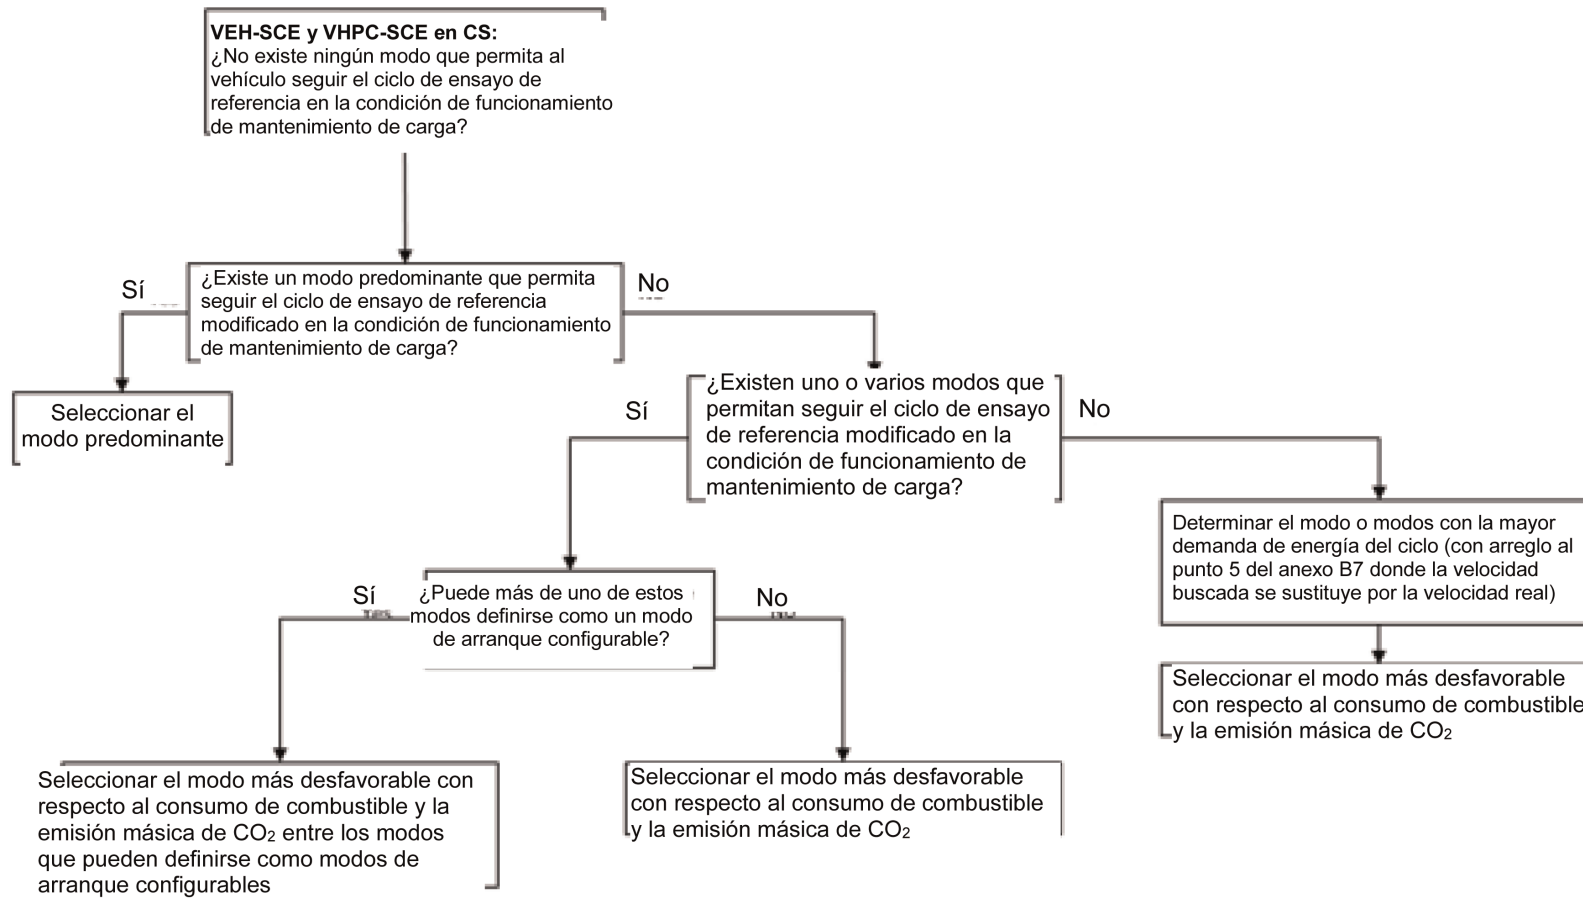 VEH-SCE y VHPC-SCE en CS:
¿No existe ningún modo que permita al
vehículo seguir el ciclo de ensayo de
referencia en la condición de funcionamiento
de mantenimiento de carga?
Sí
¿Existe un modo predominante que permita
seguir el ciclo de ensayo de referencia
modificado en la condición de funcionamiento
de mantenimiento de carga?
No
Seleccionar el
modo predominante
Sí
¿Existen uno o varios modos que
permitan seguir el ciclo de ensayo
de referencia modificado en la
condición de funcionamiento de
mantenimiento de carga?
No
Determinar el modo o modos con la mayor
demanda de energía del ciclo (con arreglo al
punto 5 del anexo B7 donde la velocidad
buscada se sustituye por la velocidad real)
Sí
¿Puede más de uno de estos
modos definirse como un modo
de arranque configurable?
No
Seleccionar el modo más desfavorable
con respecto al consumo de combustible
y la emisión másica de CO₂
Seleccionar el modo más desfavorable con
respecto al consumo de combustible y la
emisión másica de CO₂ entre los modos
que pueden definirse como modos de
arranque configurables
Seleccionar el modo más desfavorable
con respecto al consumo de combustible
y la emisión másica de CO₂